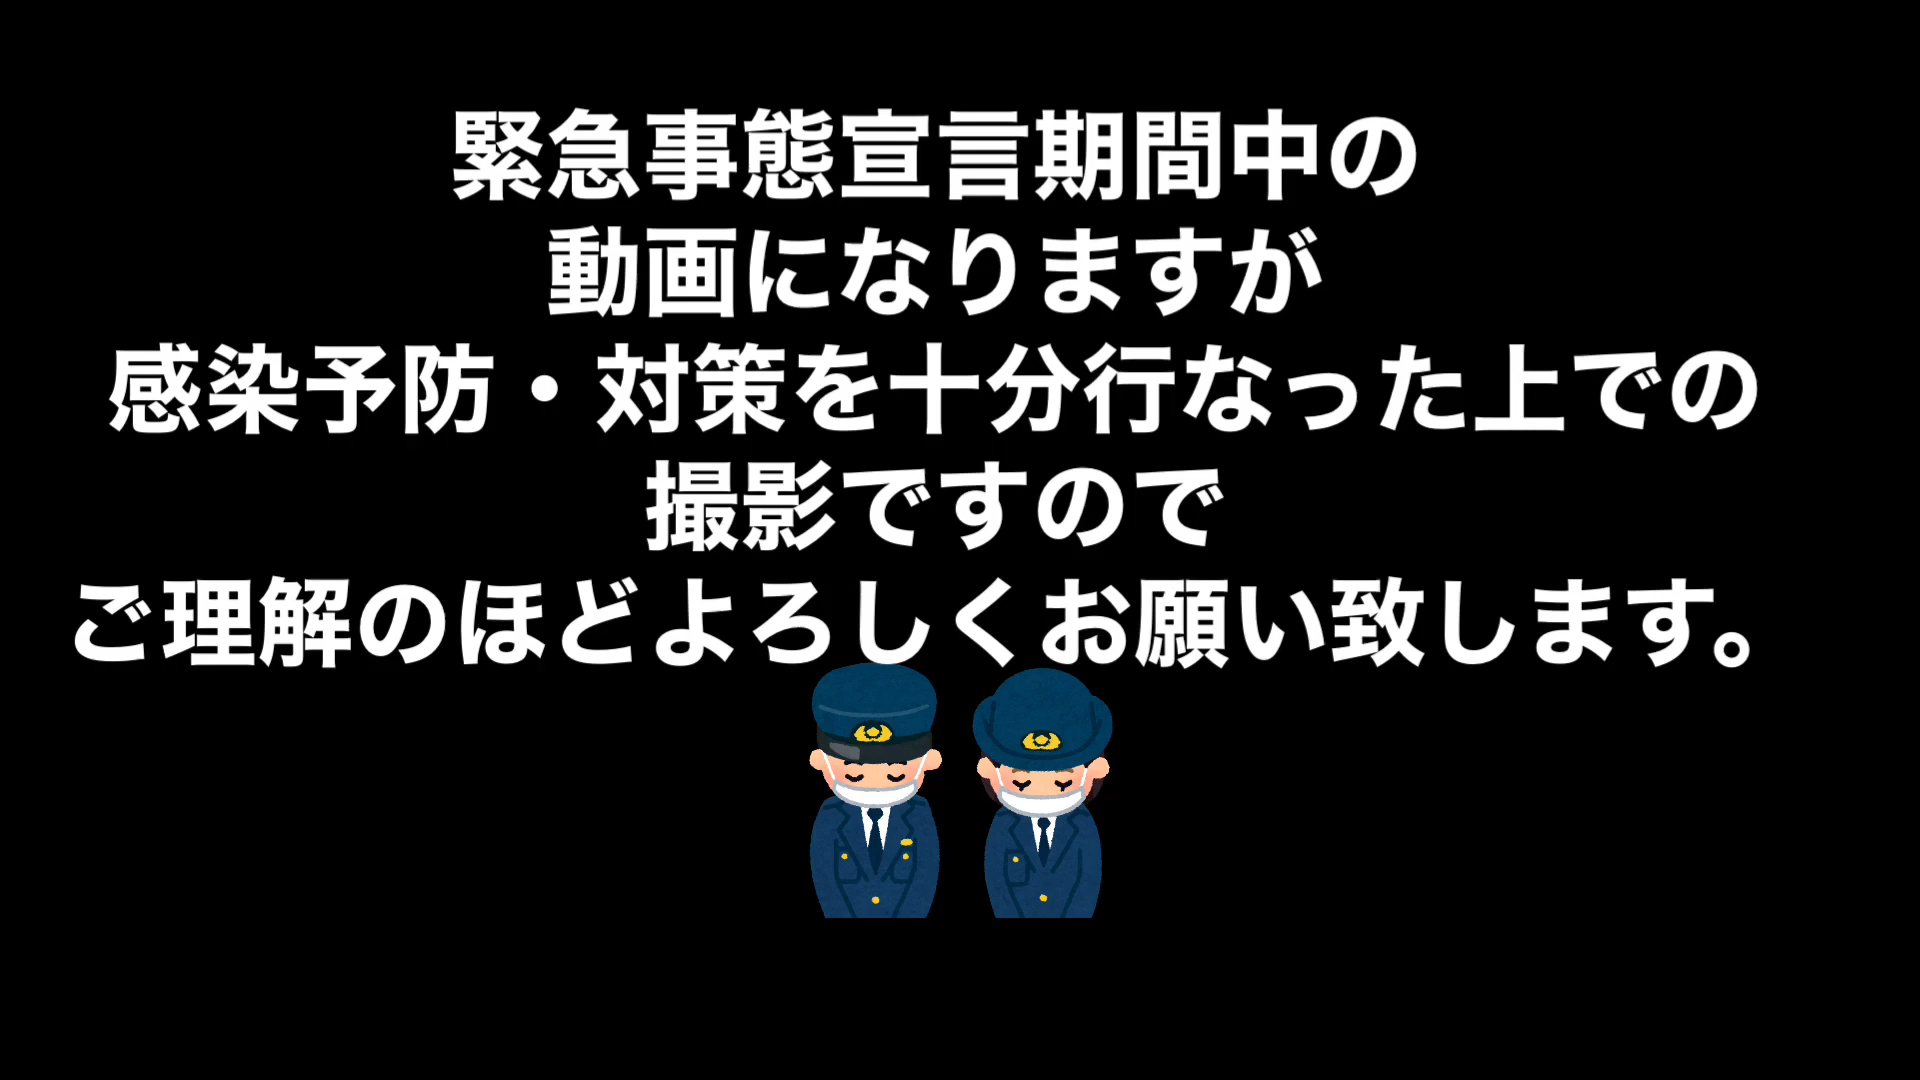 緊急事態宣言期間中の
動画になりますが
感染予防・対策を十分行なった上での
撮影ですので
ご理解のほどよろしくお願い致します。